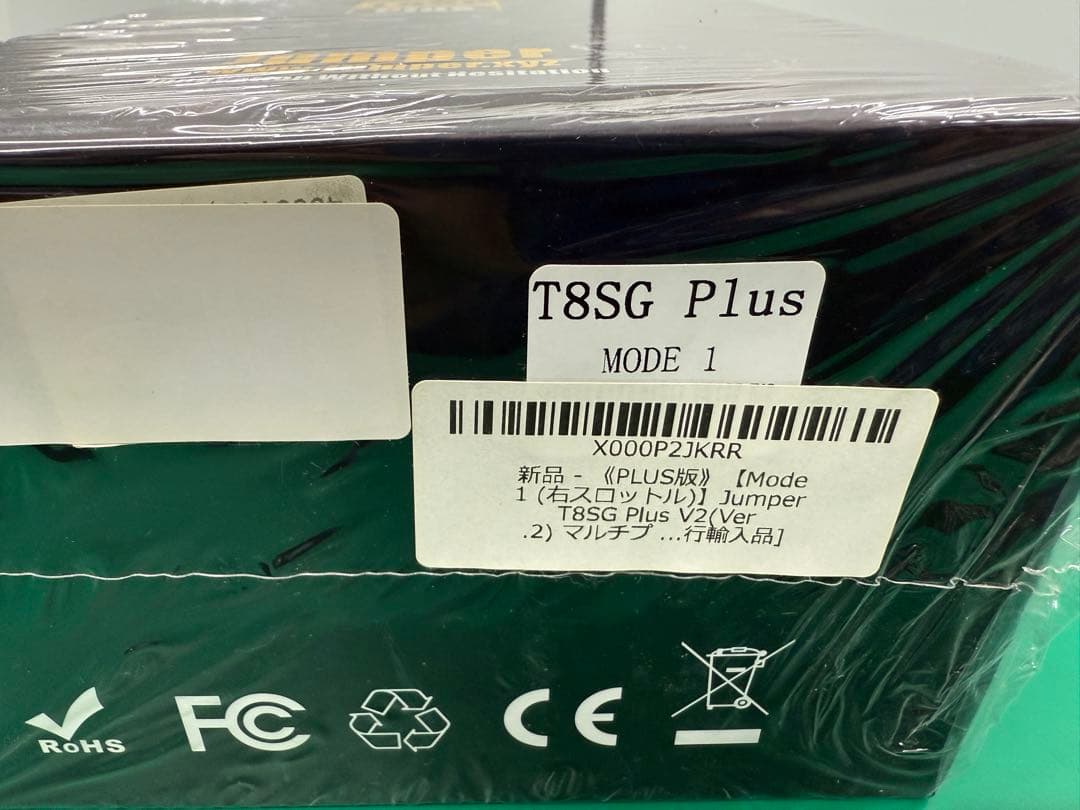 Jumper
Without Hesitation
T8SG Plus
MODE 1
X000P2JKRR
新品 - 《PLUS版》【Mode
1 (右スロットル)】Jumper
T8SG Plus V2(Ver
.2) マルチプ ...行輸入品]
RoHS
FC
CE